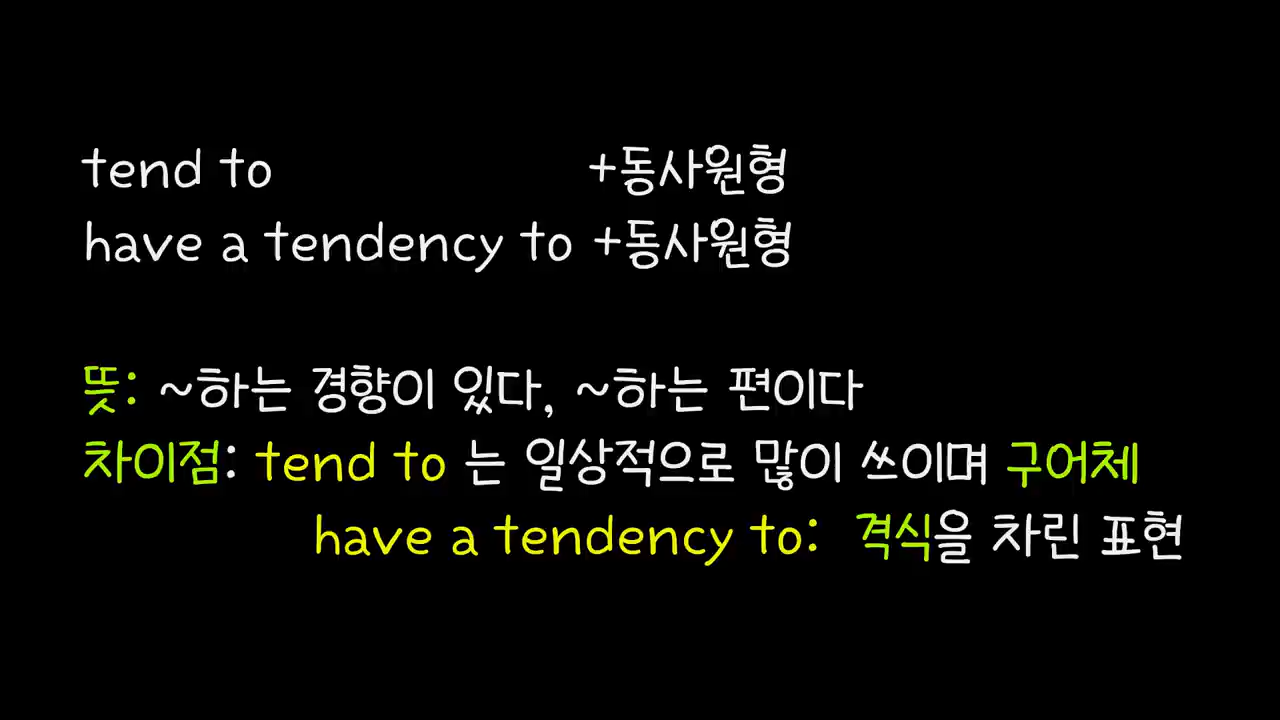 tend to +동사원형
have a tendency to +동사원형
뜻: ~하는 경향이 있다, ~하는 편이다
차이점: tend to 는 일상적으로 많이 쓰이며 구어체
have a tendency to: 격식을 차린 표현